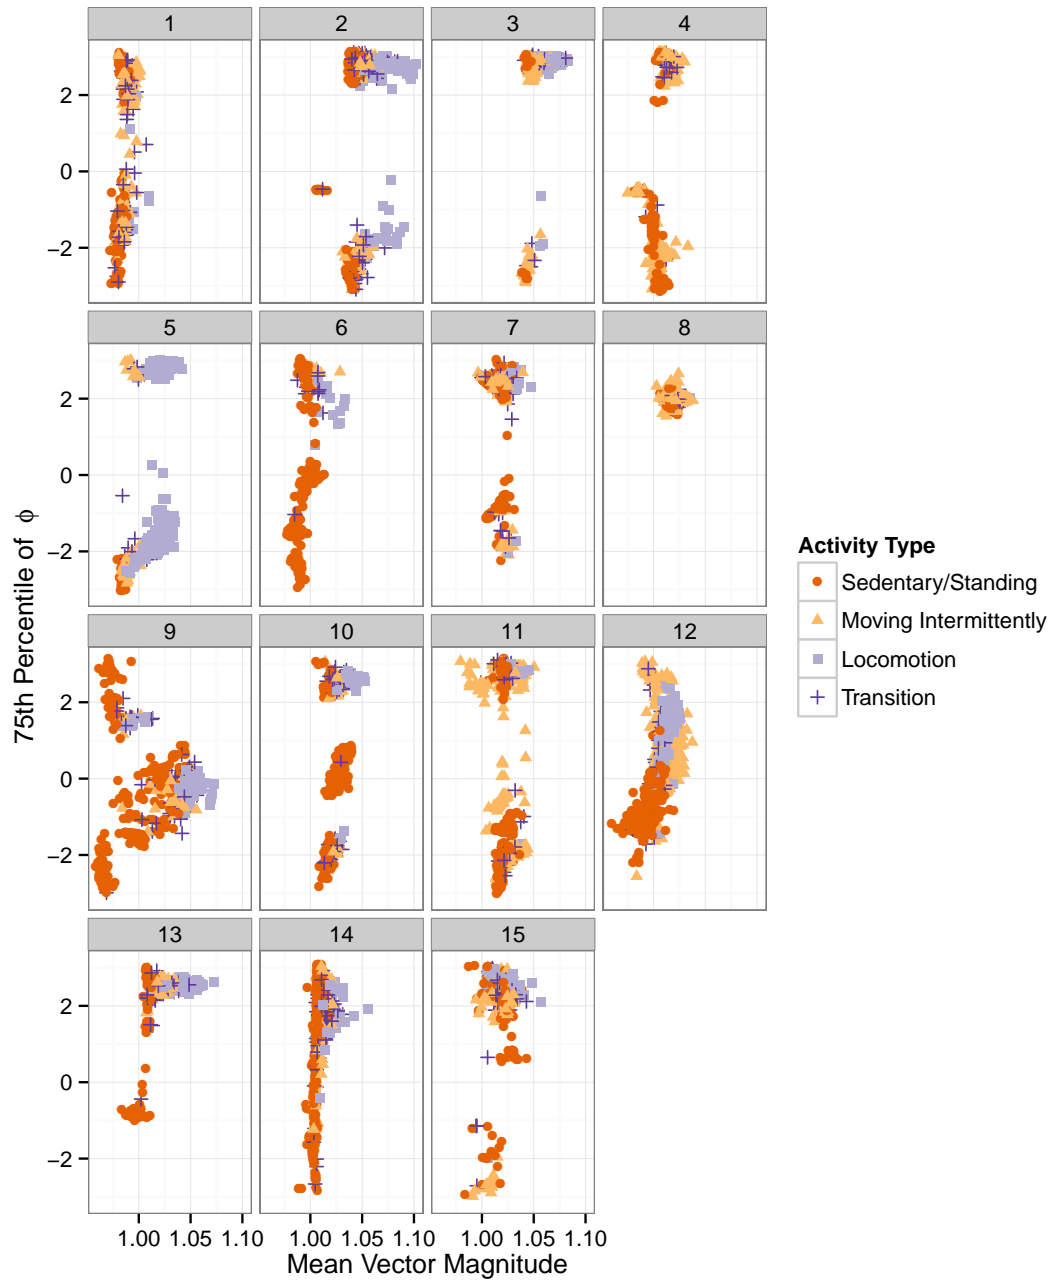 1 2 3 4
2
0
−2
5 6 7 8
2
0
−2
9 10 11 12
2
0
−2
13 14 15
2
0
−2
1.00 1.05 1.10 1.00 1.05 1.10 1.00 1.05 1.10
Mean Vector Magnitude
75th Percentile of ϕ
Activity Type
Sedentary/Standing
Moving Intermittently
Locomotion
Transition